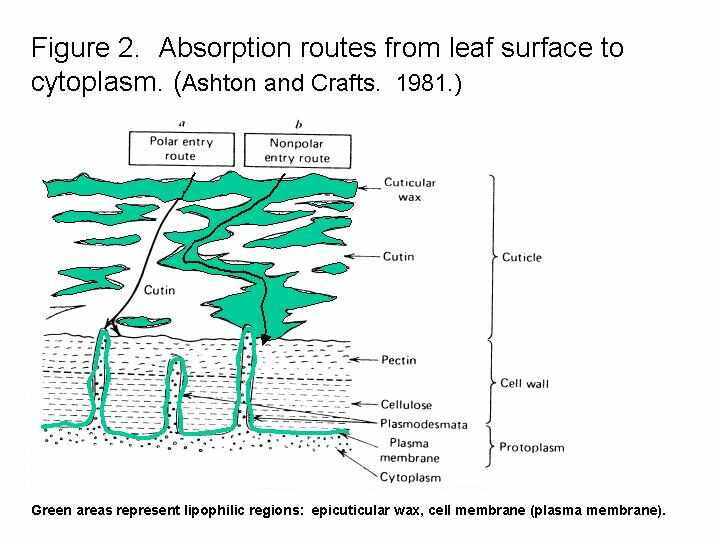 Figure 2.  Absorption routes from leaf surface to
cytoplasm. (Ashton and Crafts.  1981.)
a
b
Polar entry
route
Nonpolar
entry route
Cuticular
wax
Cutin
Cuticle
Cutin
Pectin
Cell wall
Cellulose
Plasmodesmata
Plasma
membrane
Protoplasm
Cytoplasm
Green areas represent lipophilic regions:  epicuticular wax, cell membrane (plasma membrane).